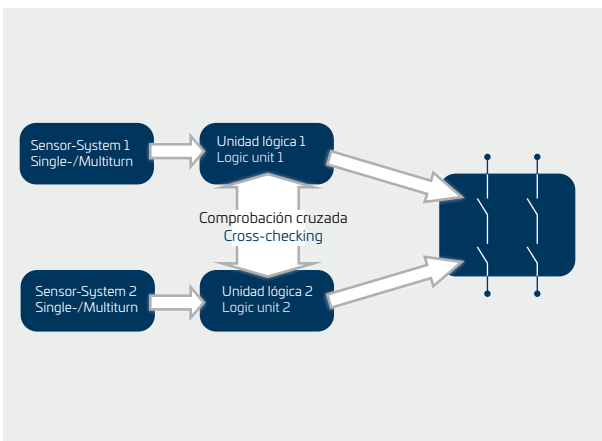 Sensor-System 1
Single-/Multiturn
Unidad lógica 1
Logic unit 1
Comprobación cruzada
Cross-checking
Sensor-System 2
Single-/Multiturn
Unidad lógica 2
Logic unit 2